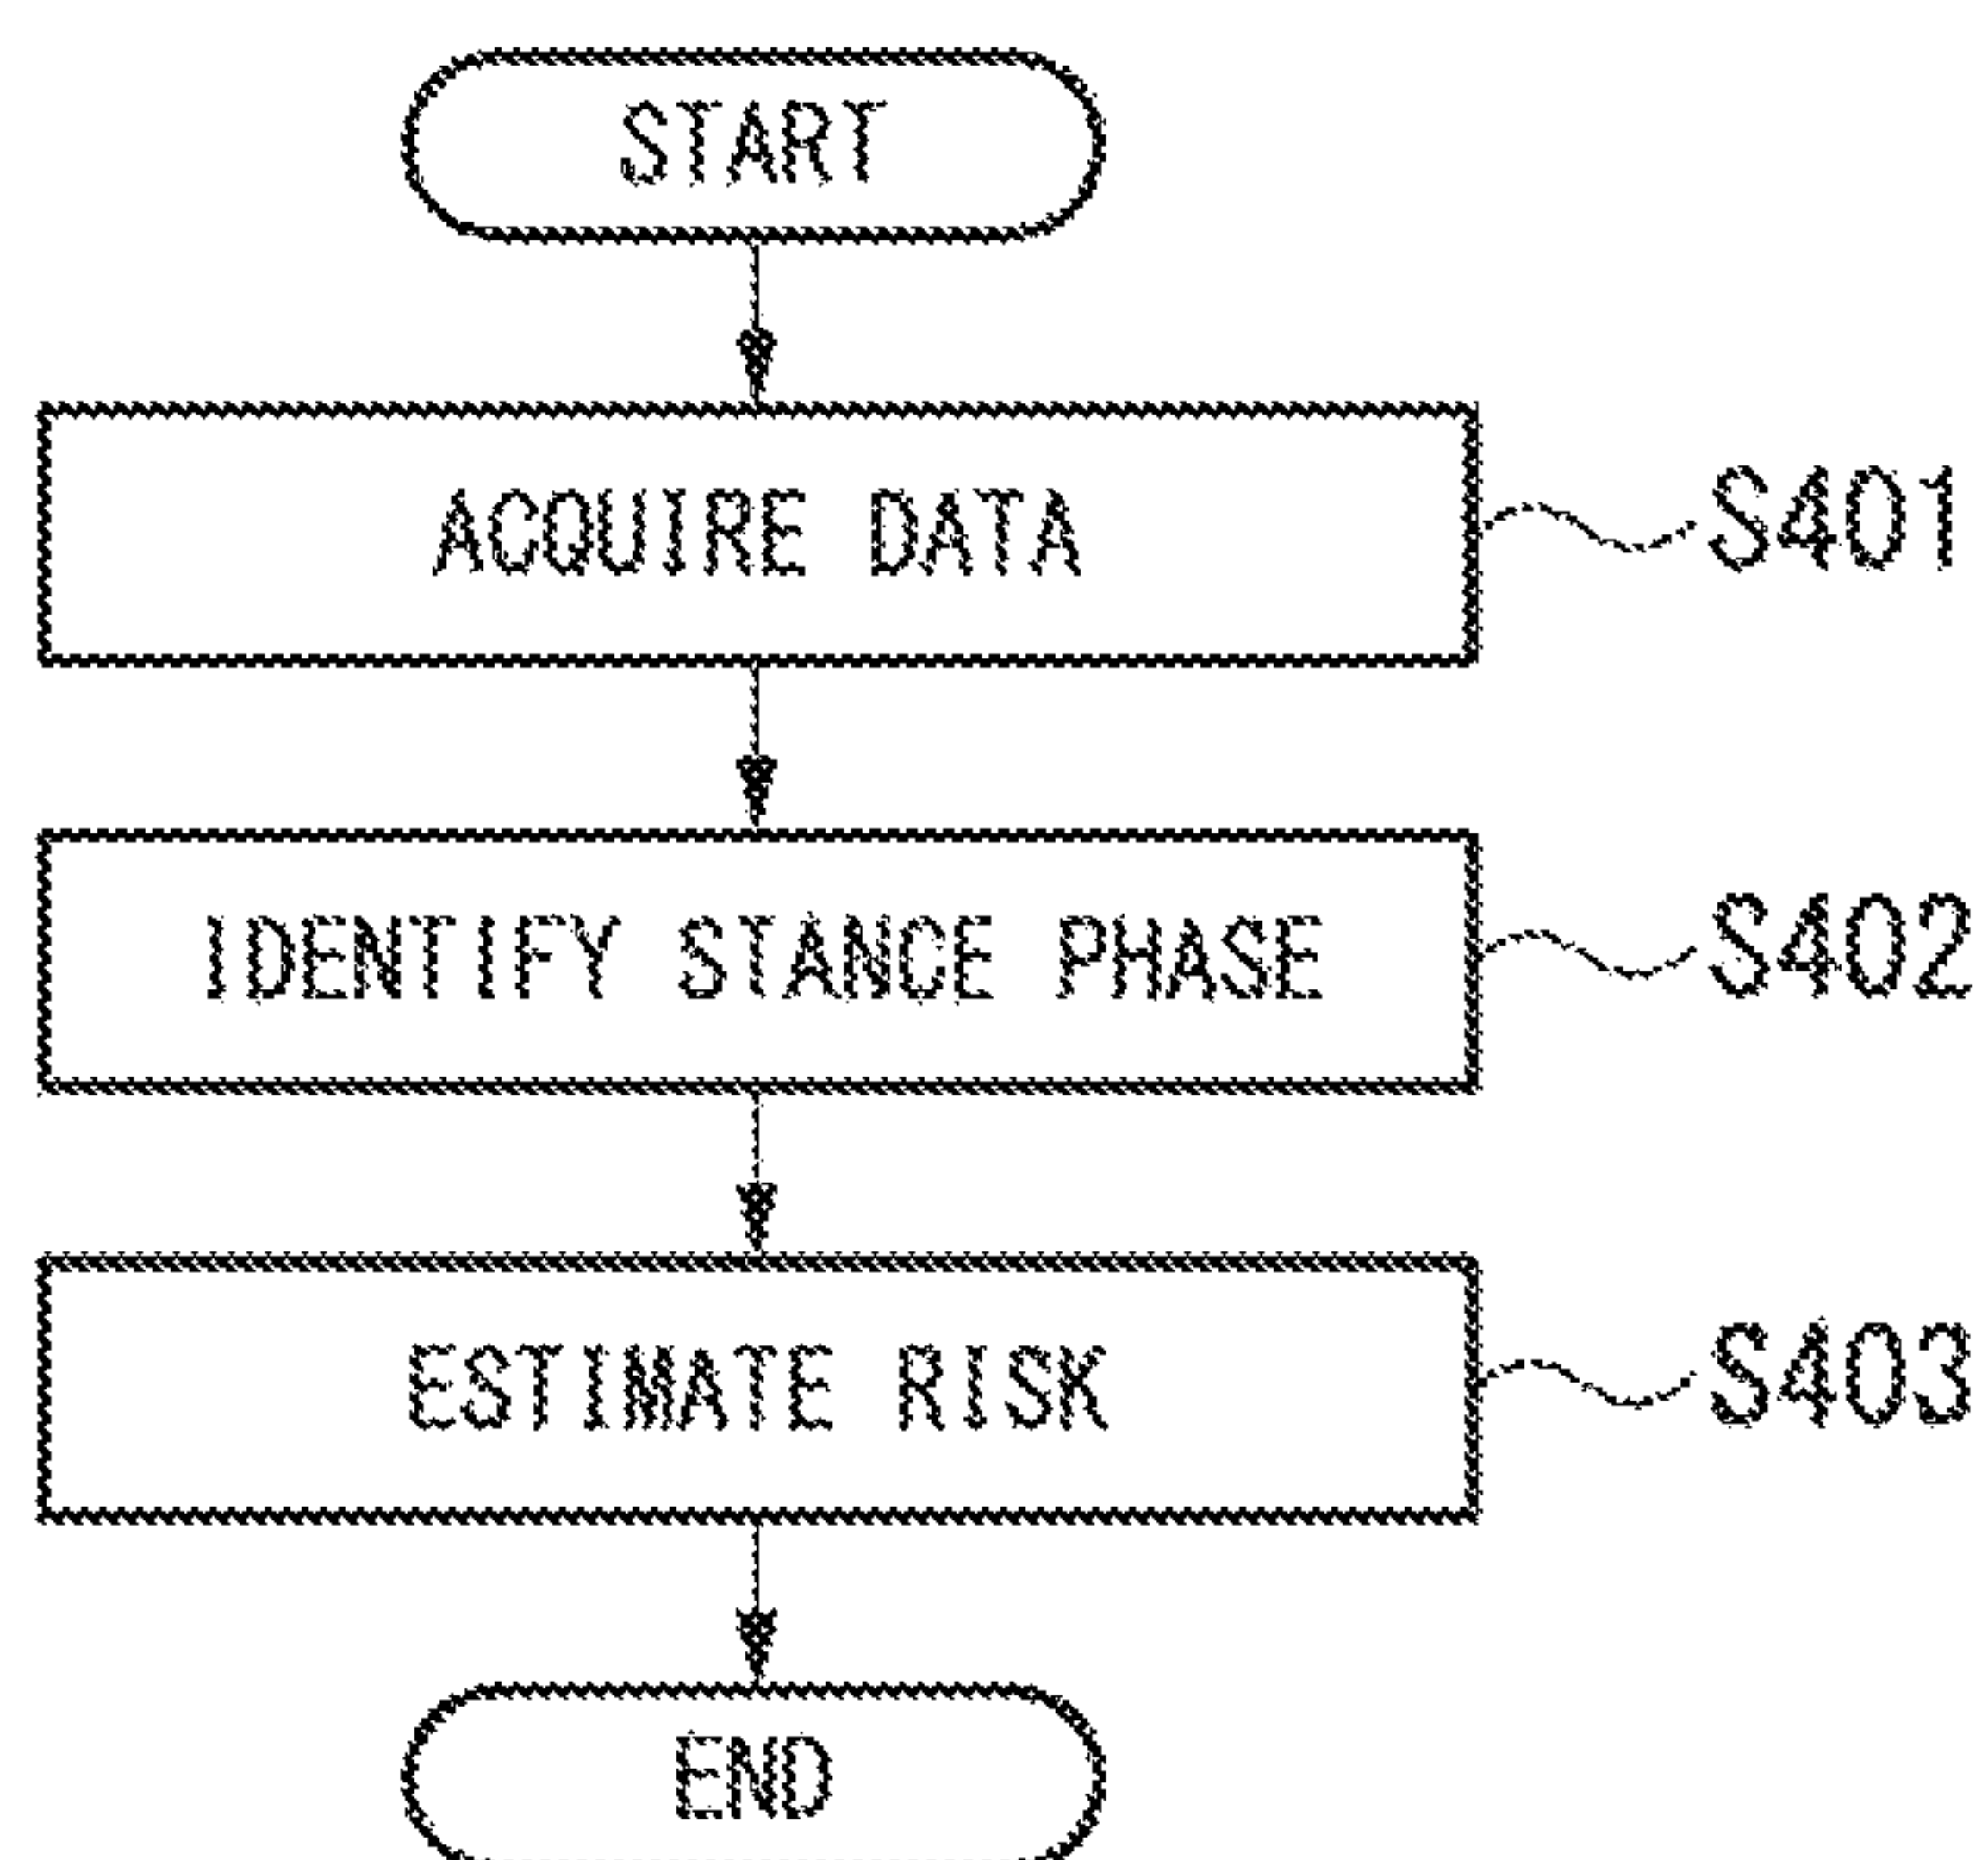 START
ACQUIRE DATA
S401
IDENTIFY STANCE PHASE
S402
ESTIMATE RISK
S403
END